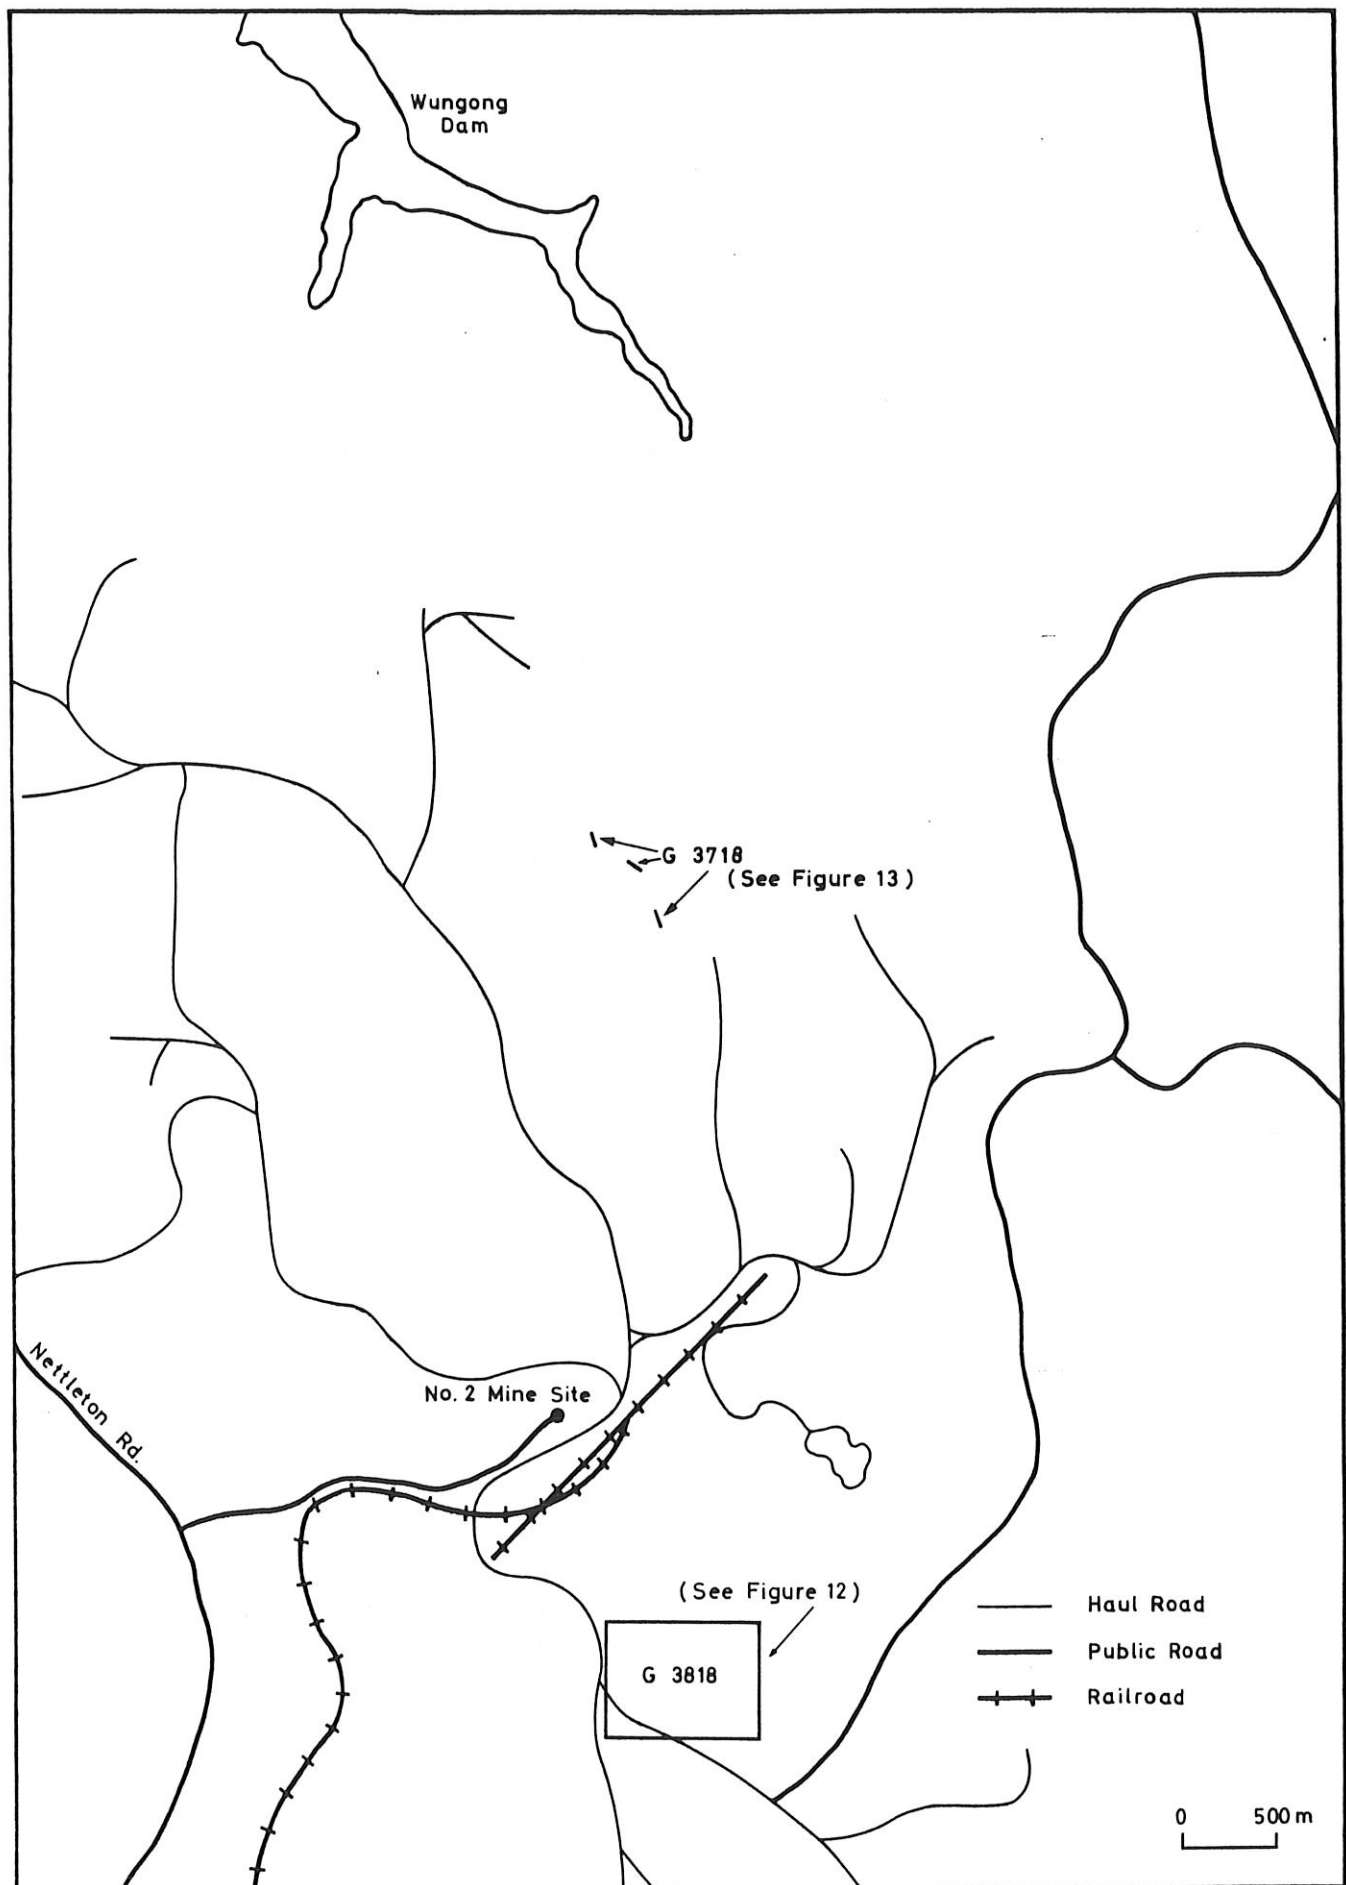 Wungong
Dam
G 3718
(See Figure 13)
Nettleton Rd.
No. 2 Mine Site
(See Figure 12)
G 3818
Haul Road
Public Road
Railroad
0 500 m